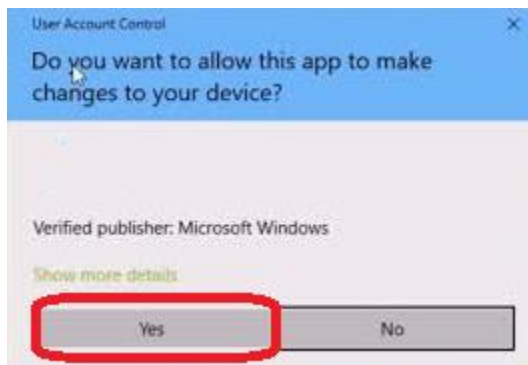 User Account Control
Do you want to allow this app to make
changes to your device?
Verified publisher: Microsoft Windows
Show more details
Yes
No